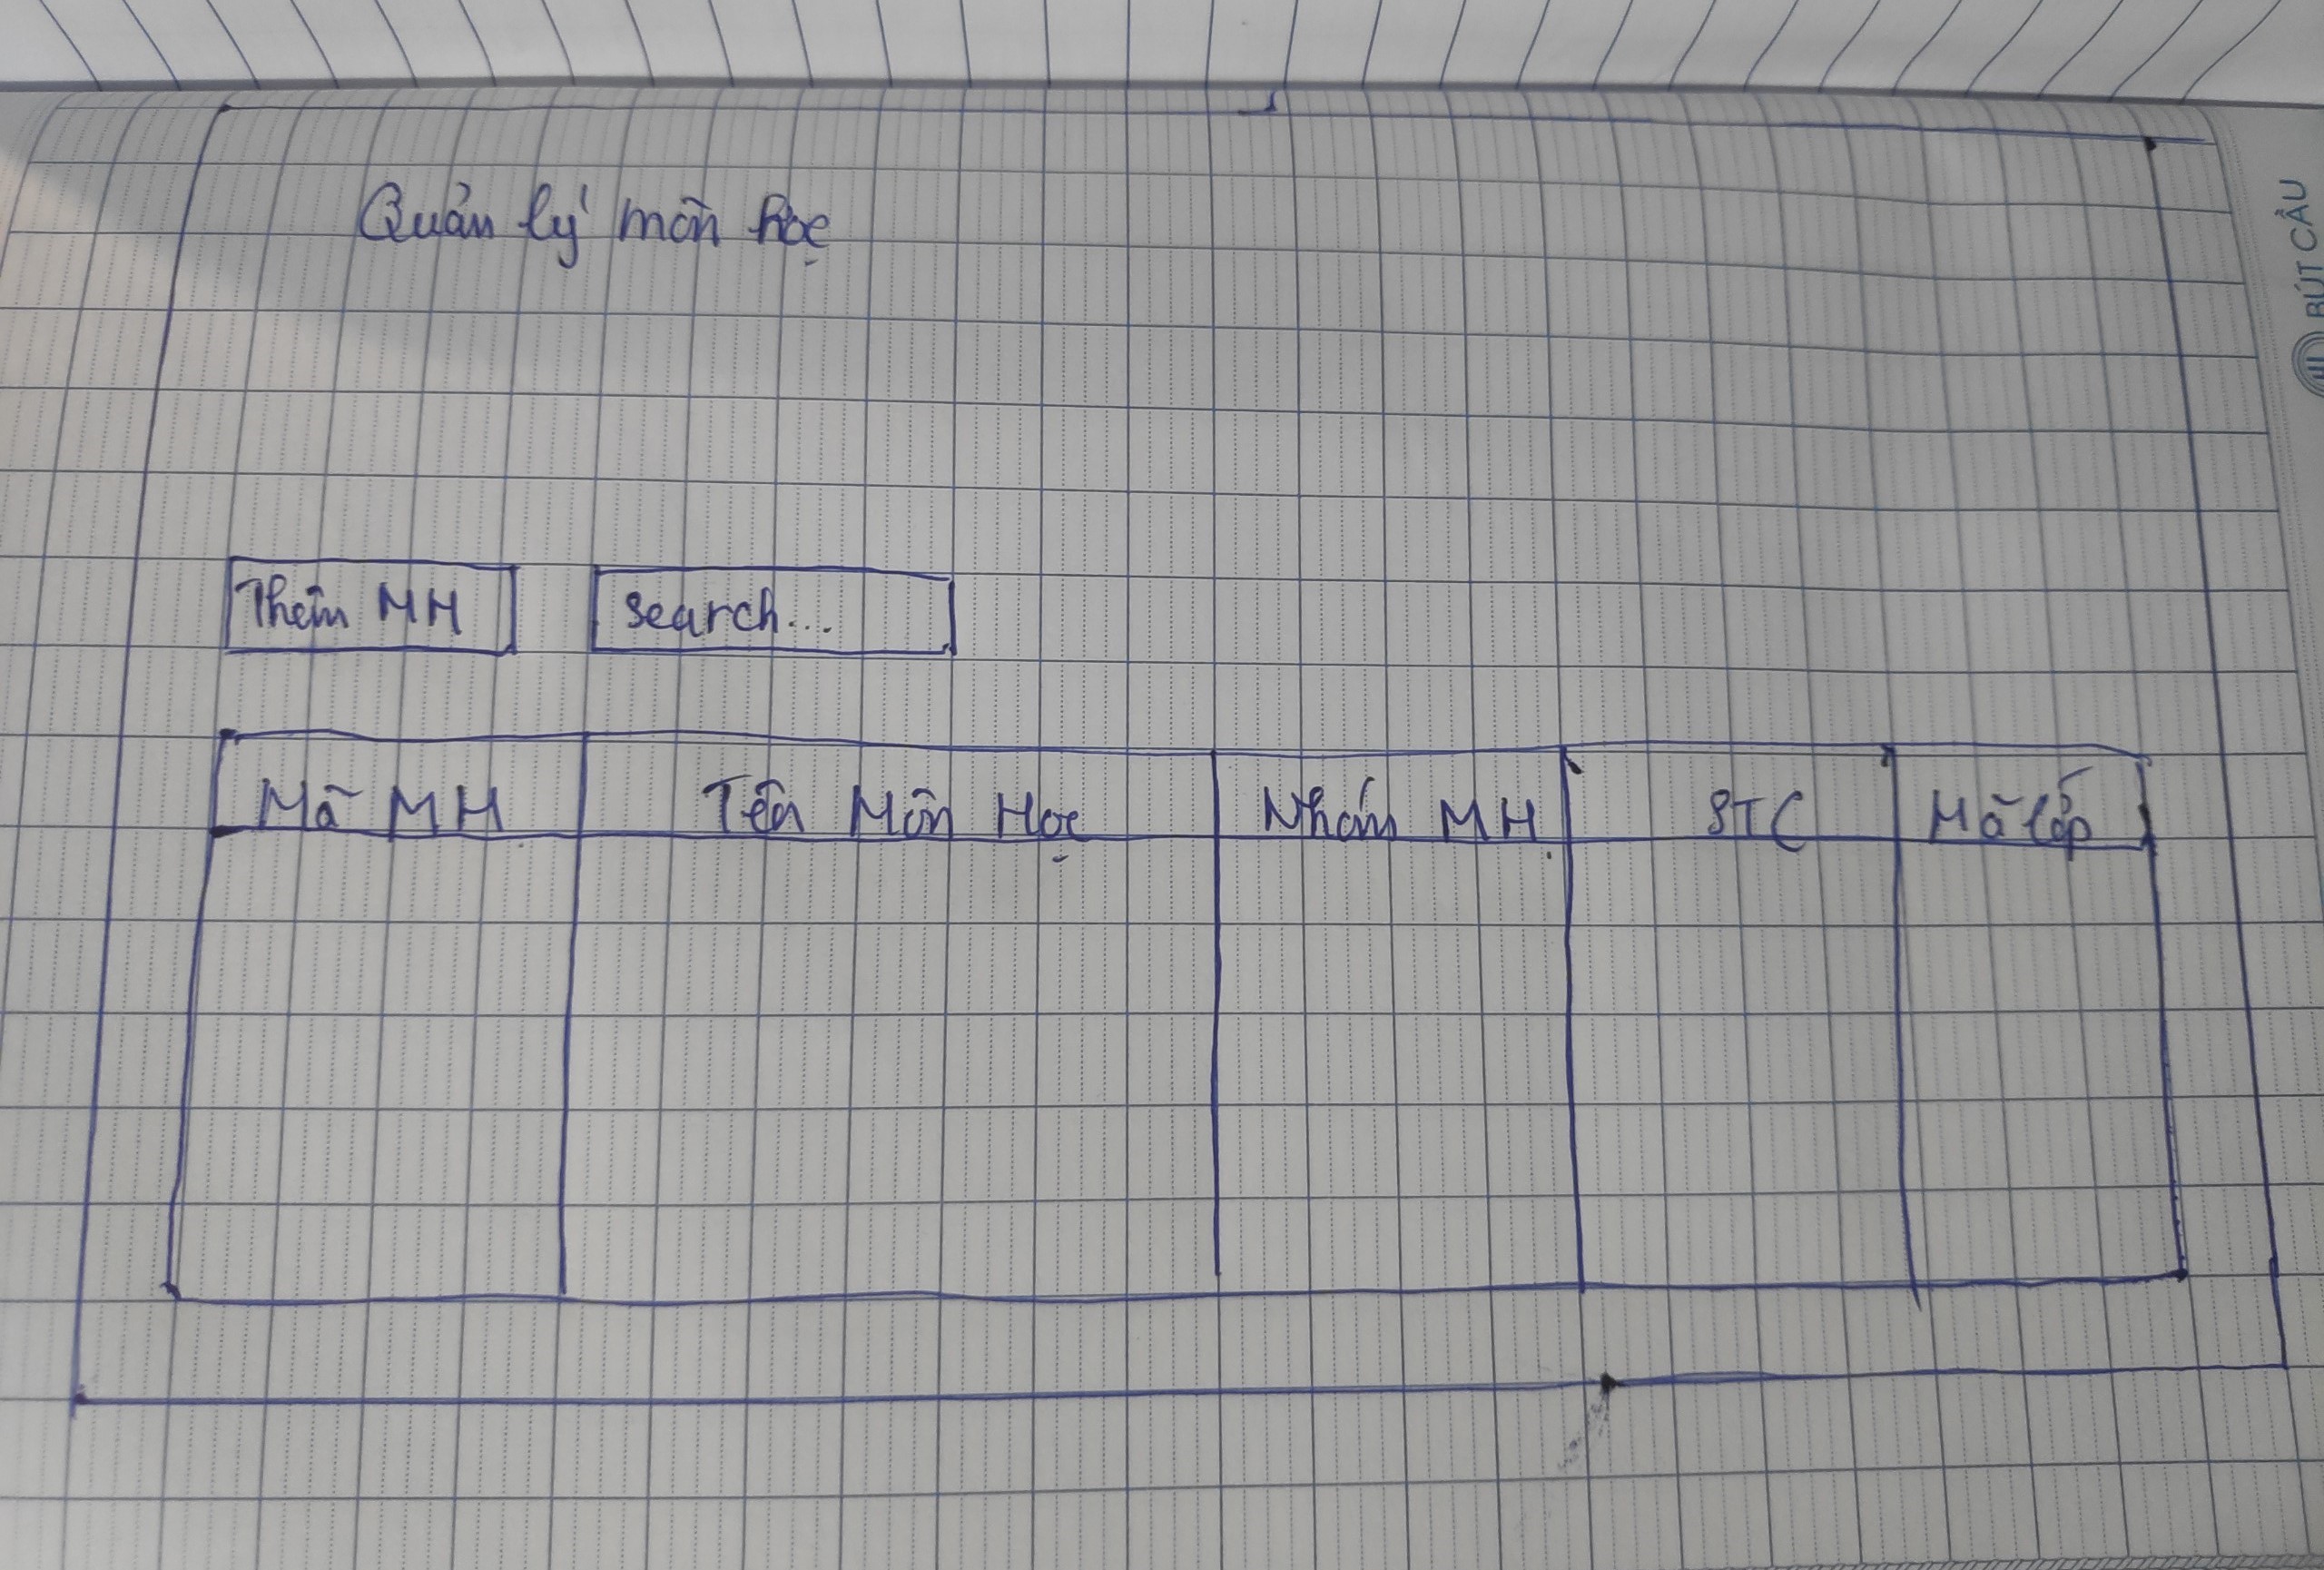 Quản lý môn học
Thêm MH
search...
Mã MH
Tên Môn Học
Nhóm MH
STC
Mã lớp
BÚT CẦU